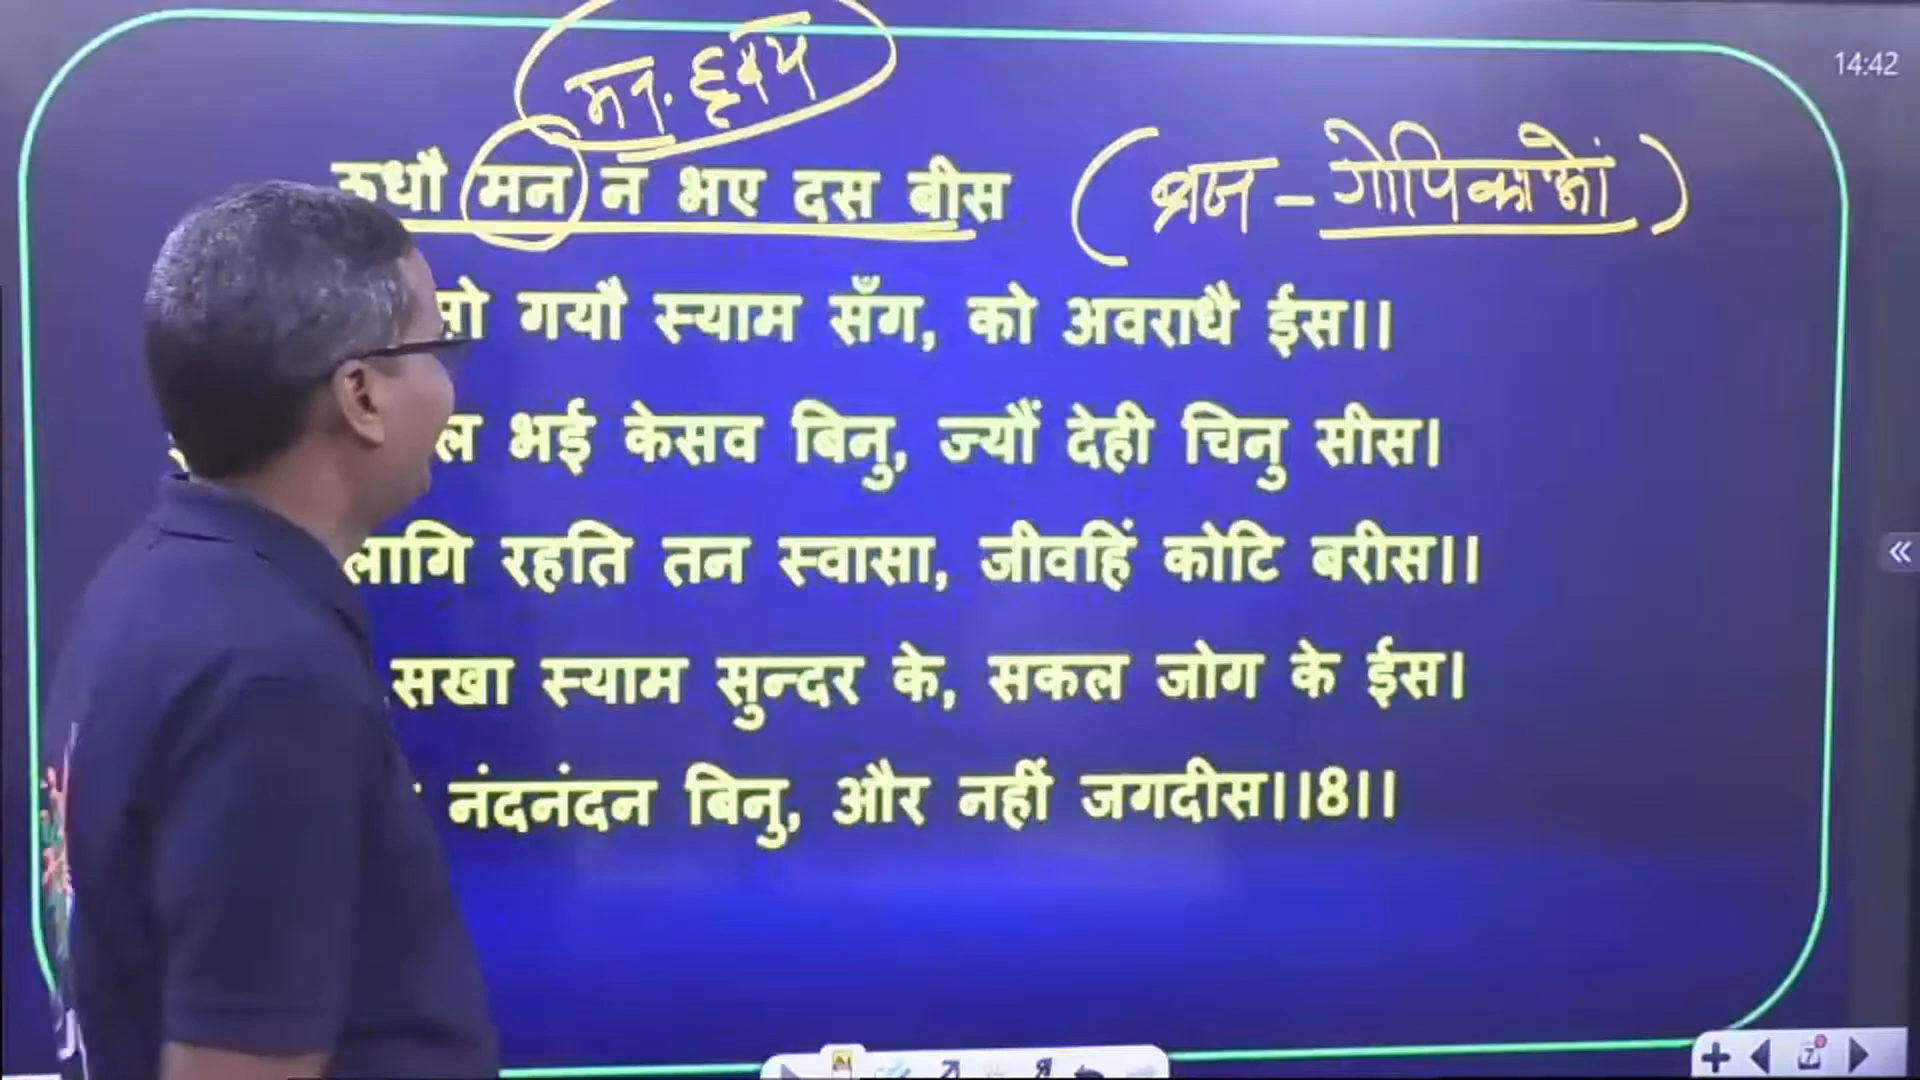 मन. हृदय
14:42
ऊधौ मन न भए दस बीस (ब्रज - गोपिकाओं)
गयौ स्याम सँग, को अवराधै ईस।।
भई केसव बिनु, ज्यौं देही चिनु सीस।
लागि रहति तन स्वासा, जीवहिं कोटि बरीस।।
सखा स्याम सुन्दर के, सकल जोग के ईस।
नंदनंदन बिनु, और नहीं जगदीस।।8।।